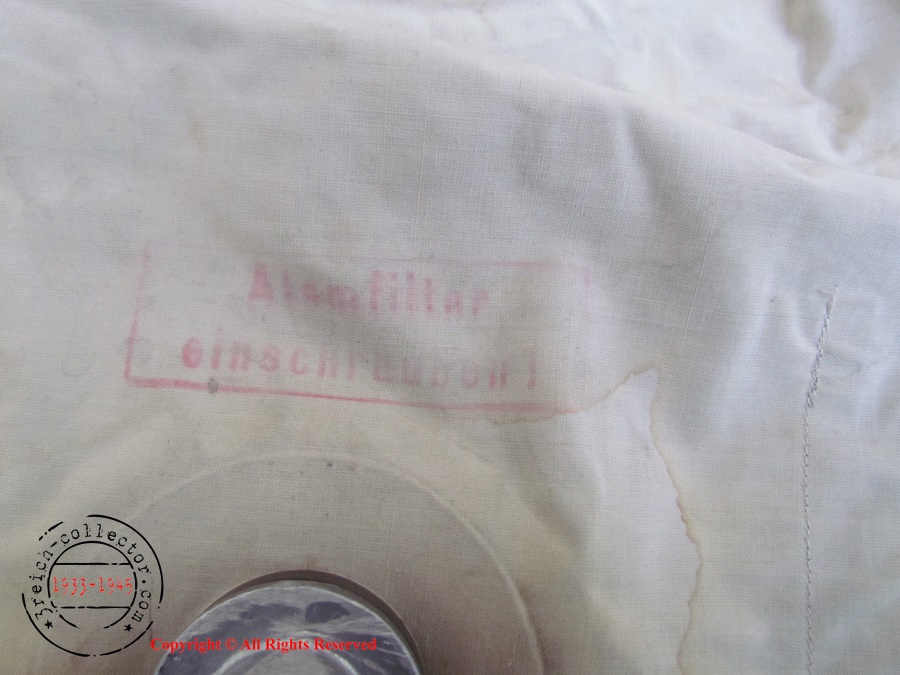 Atemfilter
einschrauben!
3reich-collector.com
1933-1945
Copyright © All Rights Reserved